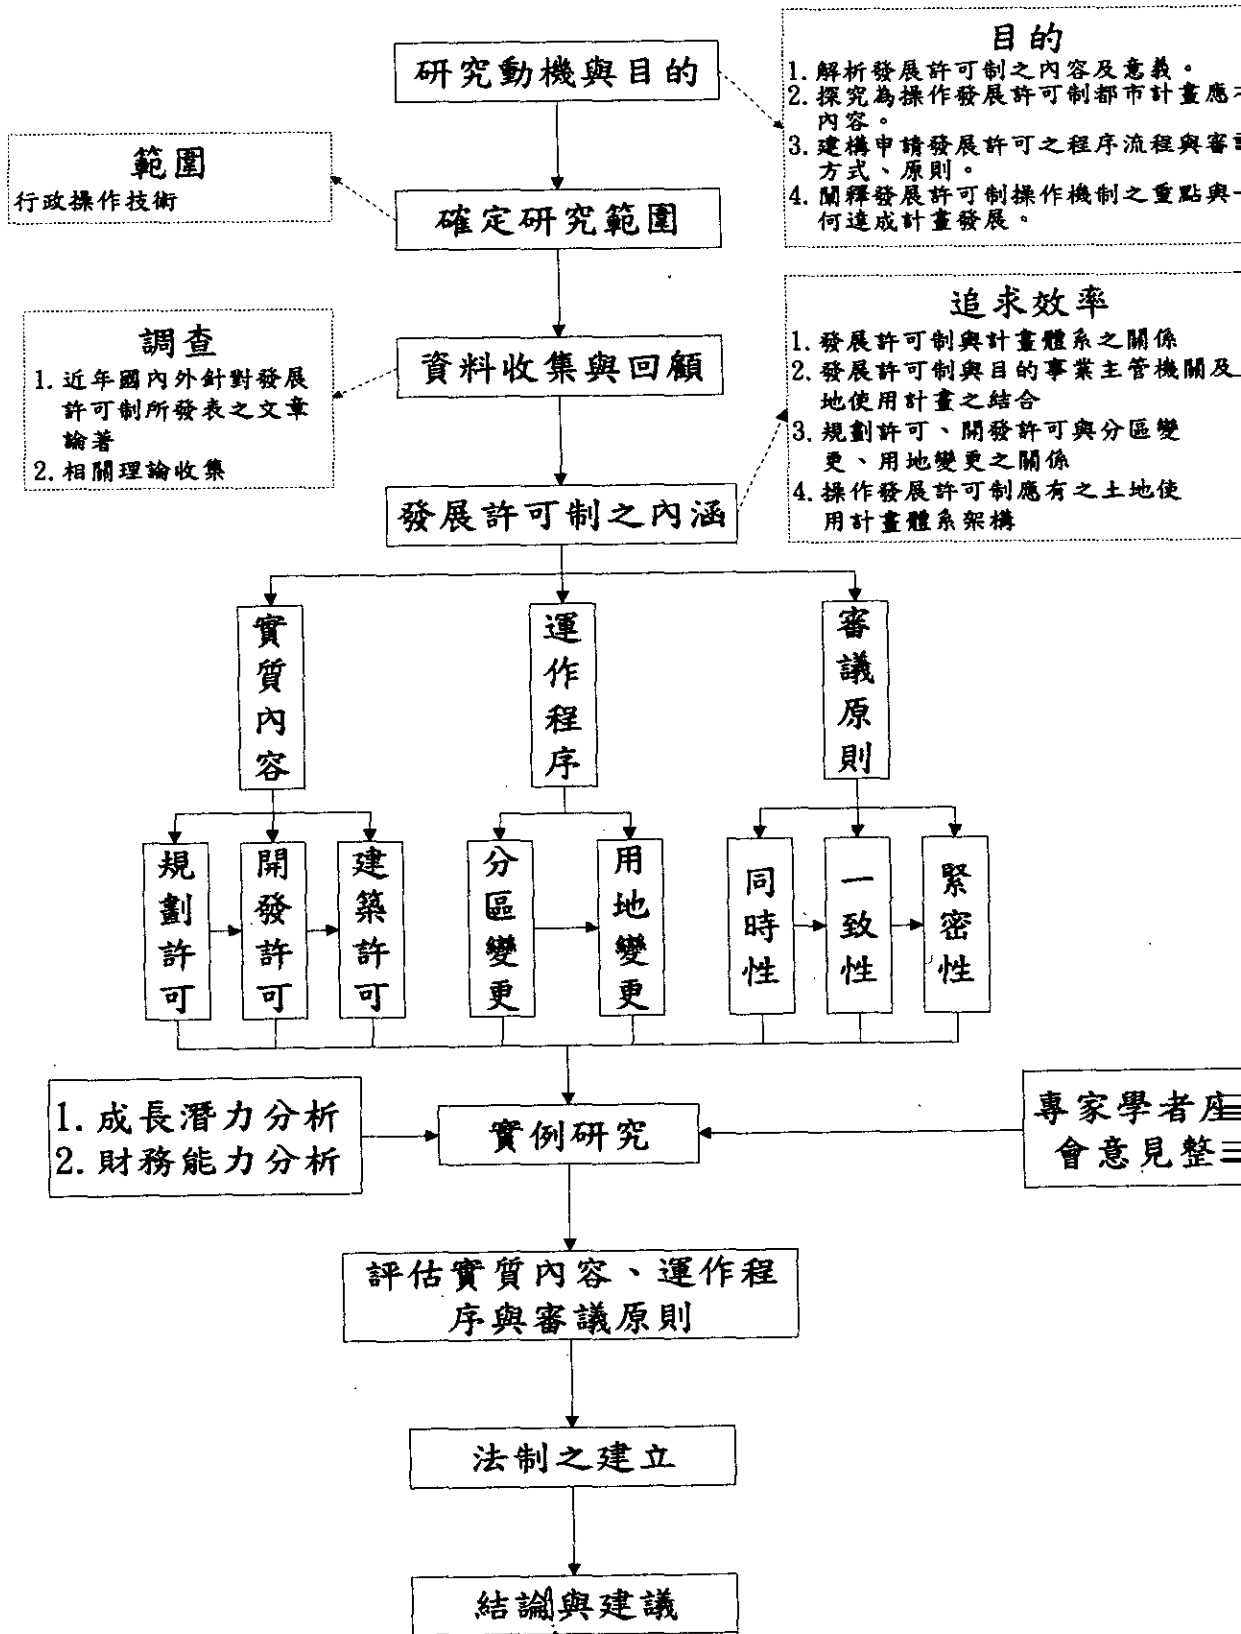 研究動機與目的
目的
1. 解析發展許可制之內容及意義。
2. 探究為操作發展許可制都市計畫應
內容。
3. 建構申請發展許可之程序流程與審
方式、原則。
4. 闡釋發展許可制操作機制之重點與
何達成計畫發展。
範圍
行政操作技術
確定研究範圍
調查
1. 近年國內外針對發展
許可制所發表之文章
論著
2. 相關理論收集
資料收集與回顧
追求效率
1. 發展許可制與計畫體系之關係
2. 發展許可制與目的事業主管機關及
地使用計畫之結合
3. 規劃許可、開發許可與分區變
更、用地變更之關係
4. 操作發展許可制應有之土地使
用計畫體系架構
發展許可制之內涵
實質內容
運作程序
審議原則
規劃許可
開發許可
建築許可
分區變更
用地變更
同時性
一致性
緊密性
1. 成長潛力分析
2. 財務能力分析
實例研究
專家學者座
會意見整
評估實質內容、運作程
序與審議原則
法制之建立
結論與建議